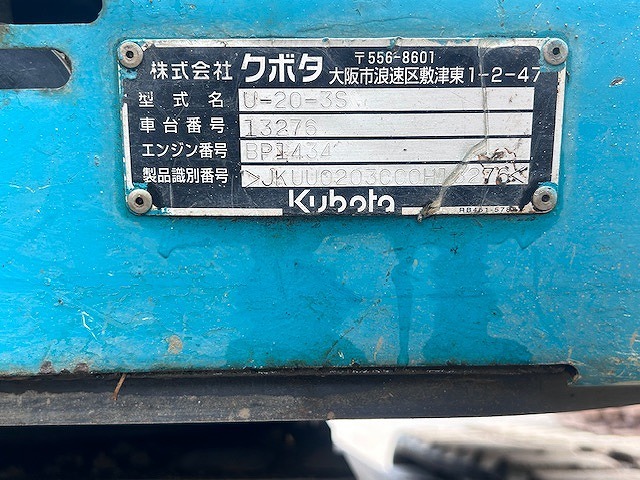 株式会社 クボタ 〒556-8601
大阪市浪速区敷津東1-2-47
型式名 U-20-3S
車台番号 13276
エンジン番号 BP1434
製品識別番号
Kubota